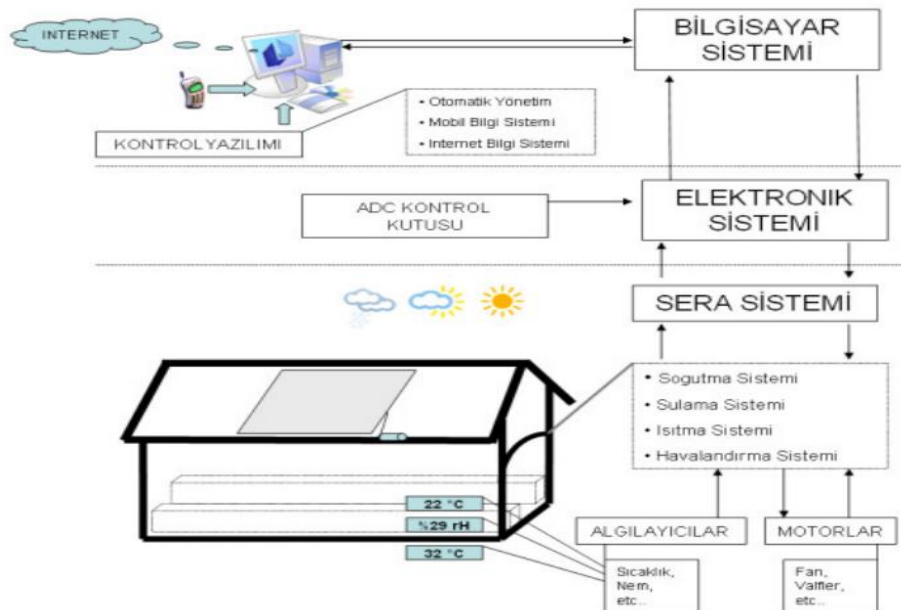 INTERNET
BİLGİSAYAR
SİSTEMİ
• Otomatik Yönetim
• Mobil Bilgi Sistemi
• Internet Bilgi Sistemi
KONTROL YAZILIMI
ADC KONTROL
KUTUSU
ELEKTRONIK
SİSTEMİ
SERA SİSTEMİ
• Sogutma Sistemi
• Sulama Sistemi
• Isıtma Sistemi
• Havalandırma Sistemi
22 °C
%29 rH
32 °C
ALGILAYICILAR
MOTORLAR
Sıcaklık,
Nem,
etc..
Fan,
Valfler,
etc..